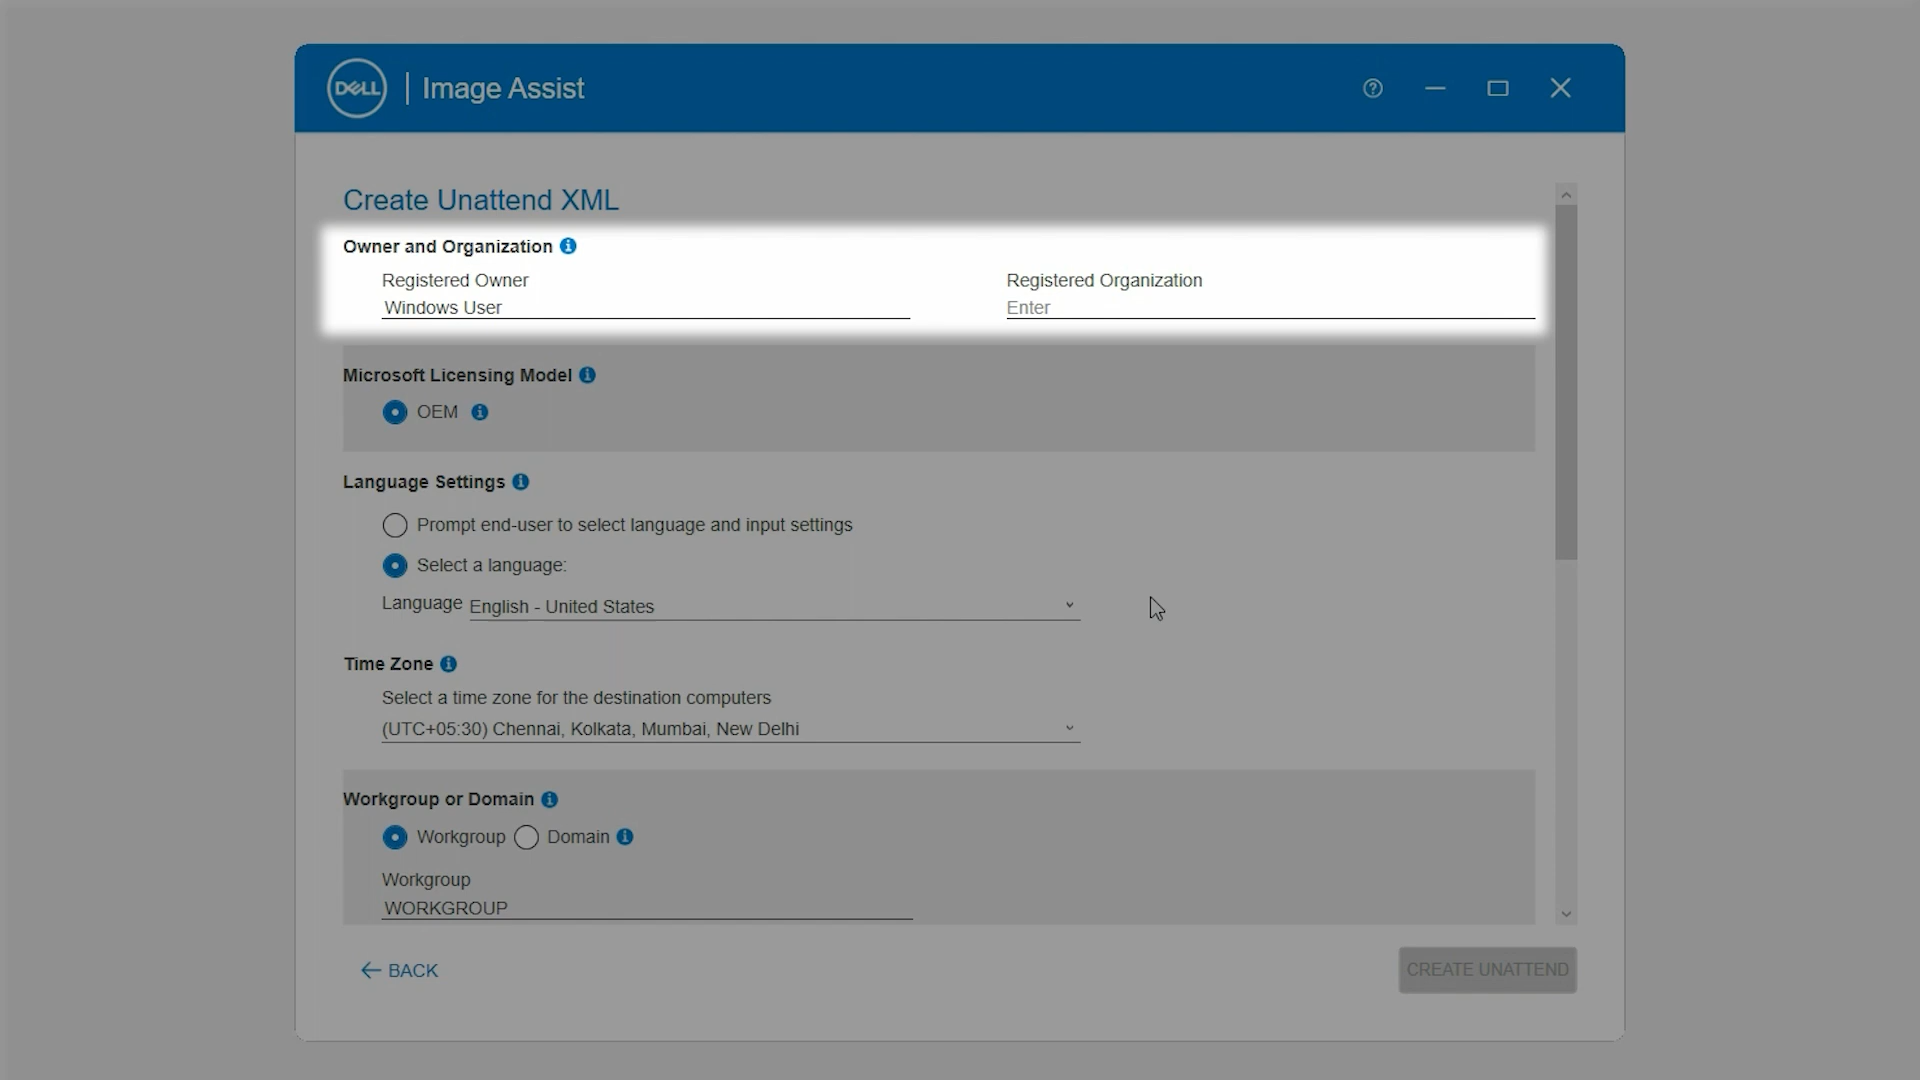 DELL | Image Assist
Create Unattend XML
Owner and Organization
Registered Owner Registered Organization
Windows User Enter
Microsoft Licensing Model
OEM
Language Settings
Prompt end-user to select language and input settings
Select a language:
Language English - United States
Time Zone
Select a time zone for the destination computers
(UTC+05:30) Chennai, Kolkata, Mumbai, New Delhi
Workgroup or Domain
Workgroup Domain
Workgroup
WORKGROUP
BACK CREATE UNATTEND